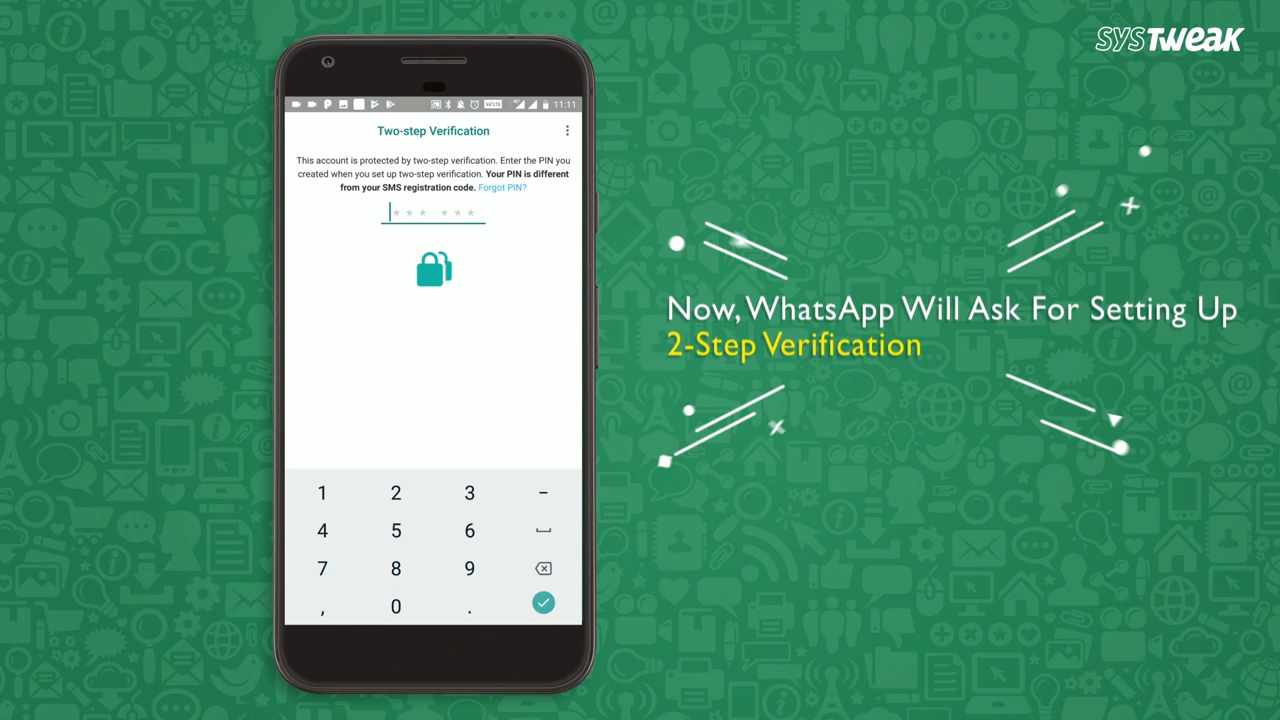 SYSTweak
VoLTE 11:11
Two-step Verification
This account is protected by two-step verification. Enter the PIN you
created when you set up two-step verification. Your PIN is different
from your SMS registration code. Forgot PIN?
*** ***
Now, WhatsApp Will Ask For Setting Up
2-Step Verification
1 2 3 –
4 5 6
7 8 9
, 0 .